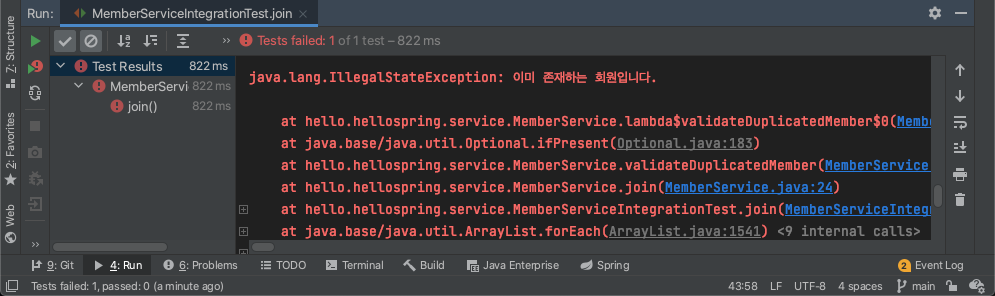 Run:
MemberServiceIntegrationTest.join
Tests failed: 1 of 1 test – 822 ms
Test Results 822 ms
MemberServi 822 ms
join() 822 ms
java.lang.IllegalStateException: 이미 존재하는 회원입니다.
at hello.hellospring.service.MemberService.lambda$validateDuplicatedMember$0(Membe
at java.base/java.util.Optional.ifPresent(Optional.java:183)
at hello.hellospring.service.MemberService.validateDuplicatedMember(MemberService.
at hello.hellospring.service.MemberService.join(MemberService.java:24)
at hello.hellospring.service.MemberServiceIntegrationTest.join(MemberServiceInteg
at java.base/java.util.ArrayList.forEach(ArrayList.java:1541) <9 internal calls>
Z: Structure
2: Favorites
Web
9: Git
4: Run
6: Problems
TODO
Terminal
Build
Java Enterprise
Spring
2 Event Log
Tests failed: 1, passed: 0 (a minute ago)
43:58
LF
UTF-8
4 spaces
main